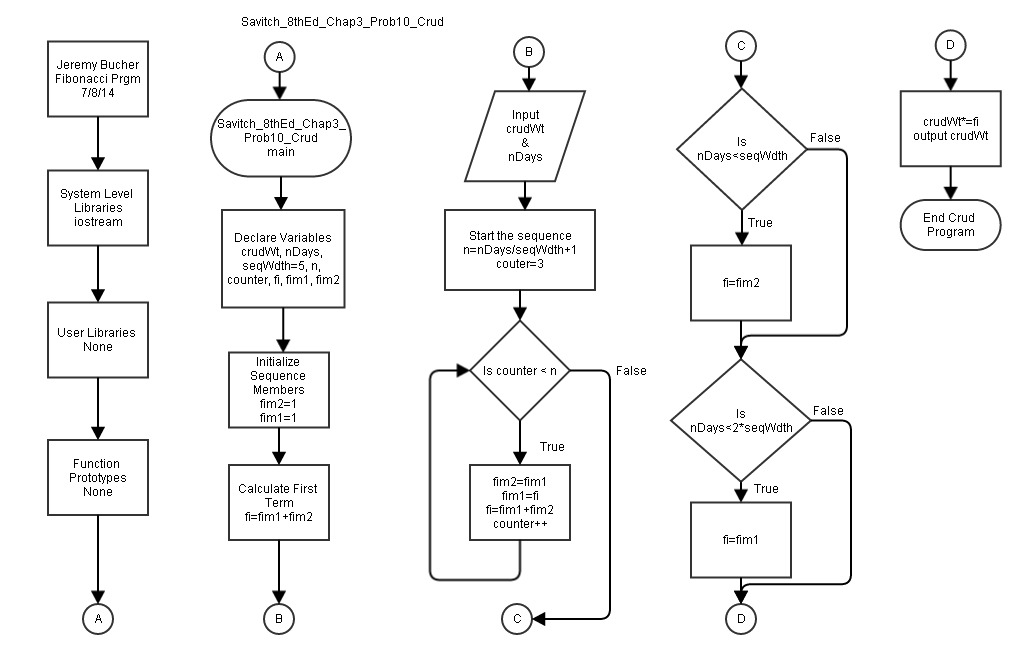 Savitch_8thEd_Chap3_Prob10_Crud
Jeremy Bucher
Fibonacci Prgm
7/8/14
System Level
Libraries
iostream
User Libraries
None
Function
Prototypes
None
A
A
Savitch_8thEd_Chap3_
Prob10_Crud
main
Declare Variables
crudWt, nDays,
seqWdth=5, n,
counter, fi, fim1, fim2
Initialize
Sequence
Members
fim2=1
fim1=1
Calculate First
Term
fi=fim1+fim2
B
B
Input
crudWt
&
nDays
Start the sequence
n=nDays/seqWdth+1
couter=3
Is counter < n
False
True
fim2=fim1
fim1=fi
fi=fim1+fim2
counter++
C
C
Is
nDays<seqWdth
False
True
fi=fim2
Is
nDays<2*seqWdth
False
True
fi=fim1
D
D
crudWt*=fi
output crudWt
End Crud
Program